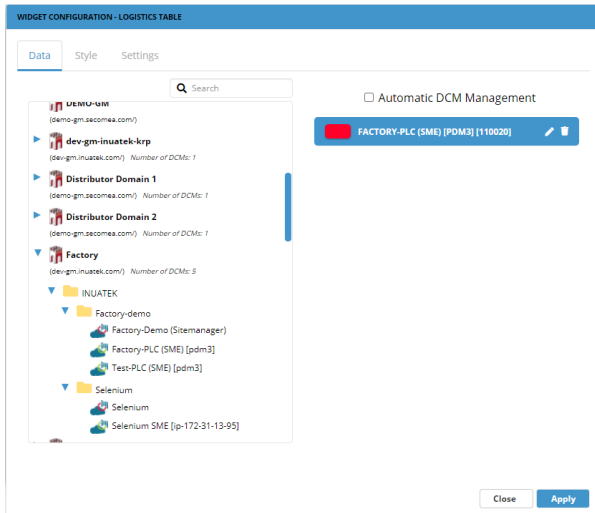 WIDGET CONFIGURATION - LOGISTICS TABLE
Data Style Settings
Search
DEMO-GM
(demo-gm.secomea.com/)
dev-gm-inuatek-krp
(dev-gm.inuatek.com/) Number of DCMs: 1
Distributor Domain 1
(demo-gm.secomea.com/) Number of DCMs: 1
Distributor Domain 2
(demo-gm.secomea.com/) Number of DCMs: 1
Factory
(dev-gm.inuatek.com/) Number of DCMs: 5
INUATEK
Factory-demo
Factory-Demo (Sitemanager)
Factory-PLC (SME) [pdm3]
Test-PLC (SME) [pdm3]
Selenium
Selenium
Selenium SME [ip-172-31-13-95]
Automatic DCM Management
FACTORY-PLC (SME) [PDM3] [110020]
Close Apply